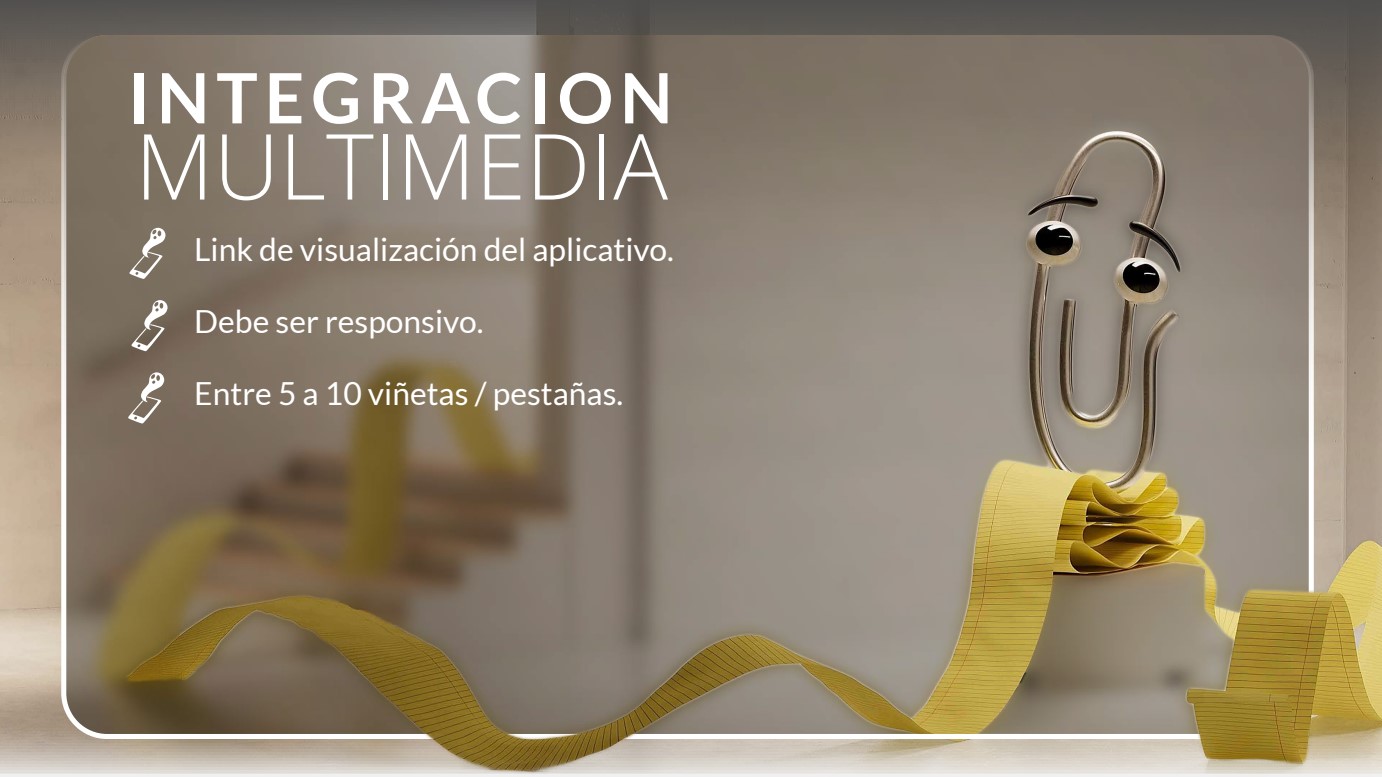 INTEGRACION
MULTIMEDIA
Link de visualización del aplicativo.
Debe ser responsivo.
Entre 5 a 10 viñetas / pestañas.